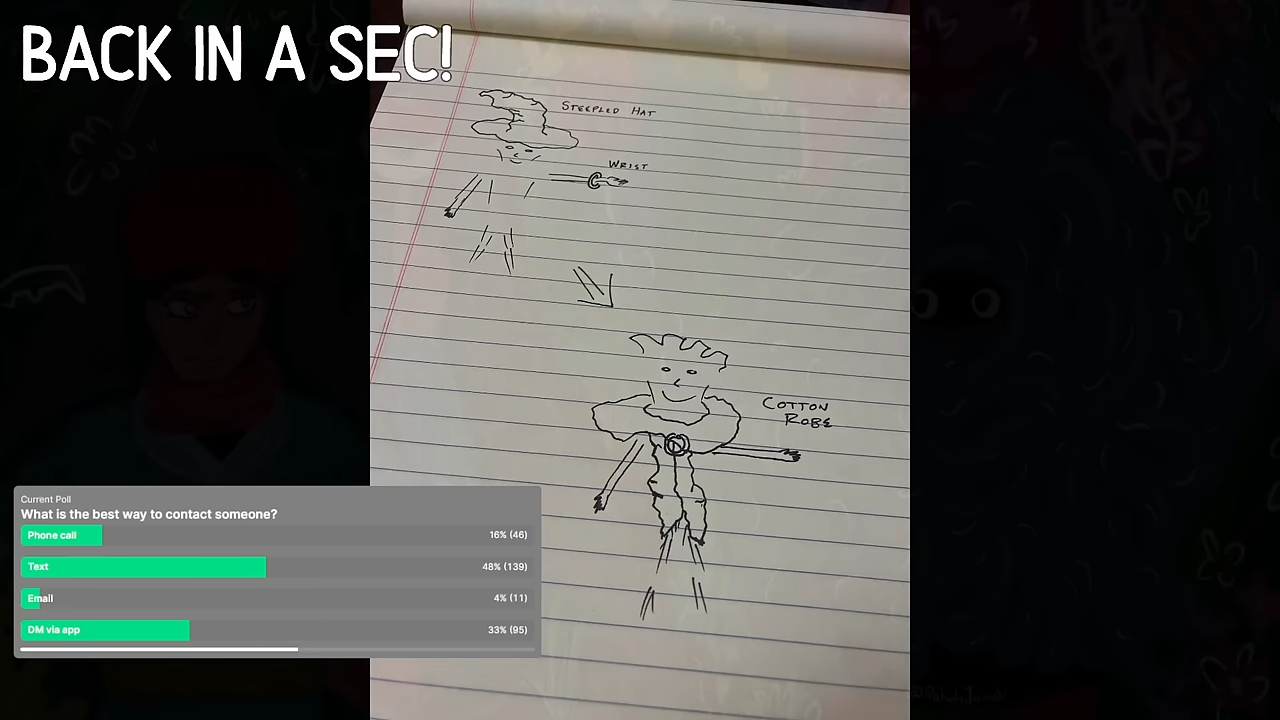 BACK IN A SEC!
STEEPLED HAT
WRIST
COTTON
ROBE
Current Poll
What is the best way to contact someone?
Phone call 16% (46)
Text 48% (139)
Email 4% (11)
DM via app 33% (95)